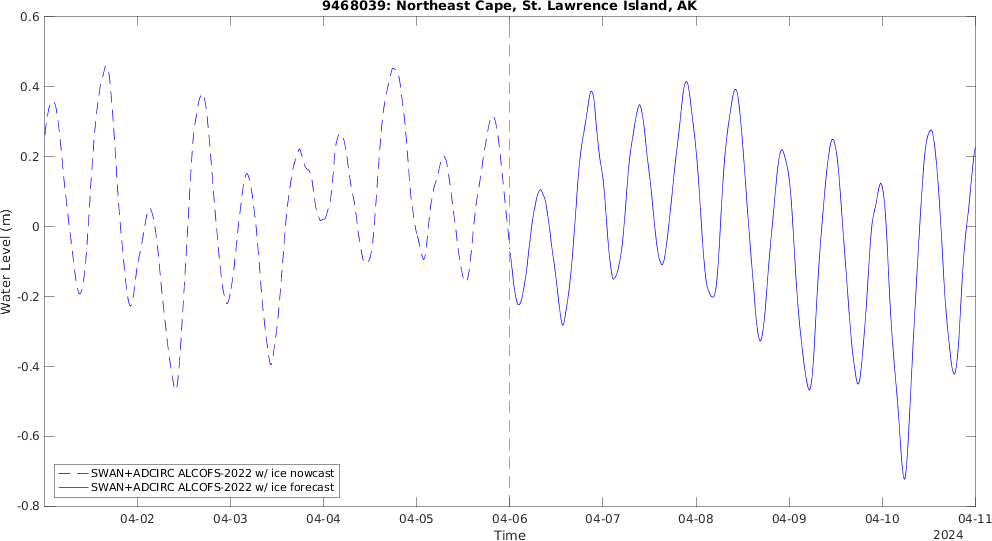 9468039: Northeast Cape, St. Lawrence Island, AK
0.6
0.4
0.2
0
-0.2
-0.4
-0.6
-0.8
Water Level (m)
SWAN+ADCIRC ALCOFS-2022 w/ ice nowcast
SWAN+ADCIRC ALCOFS-2022 w/ ice forecast
04-02 04-03 04-04 04-05 04-06 04-07 04-08 04-09 04-10 04-11
Time
2024